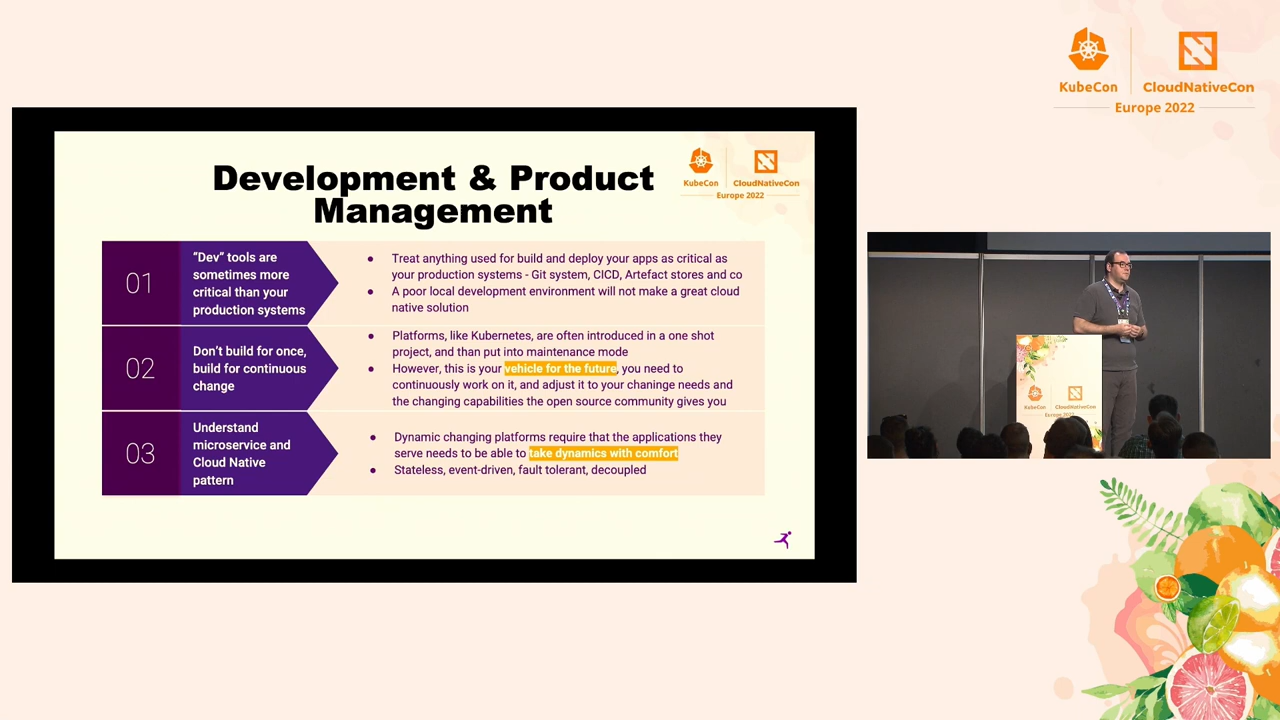 KubeCon
CloudNativeCon
Europe 2022
Development & Product
Management
KubeCon
CloudNativeCon
Europe 2022
01
“Dev” tools are
sometimes more
critical than your
production systems
● Treat anything used for build and deploy your apps as critical as
your production systems - Git system, CICD, Artefact stores and co
● A poor local development environment will not make a great cloud
native solution
02
Don’t build for once,
build for continuous
change
● Platforms, like Kubernetes, are often introduced in a one shot
project, and than put into maintenance mode
● However, this is your vehicle for the future, you need to
continuously work on it, and adjust it to your chaninge needs and
the changing capabilities the open source community gives you
03
Understand
microservice and
Cloud Native
pattern
● Dynamic changing platforms require that the applications they
serve needs to be able to take dynamics with comfort
● Stateless, event-driven, fault tolerant, decoupled
KubeCon
CloudNativeCon
Europe 2022